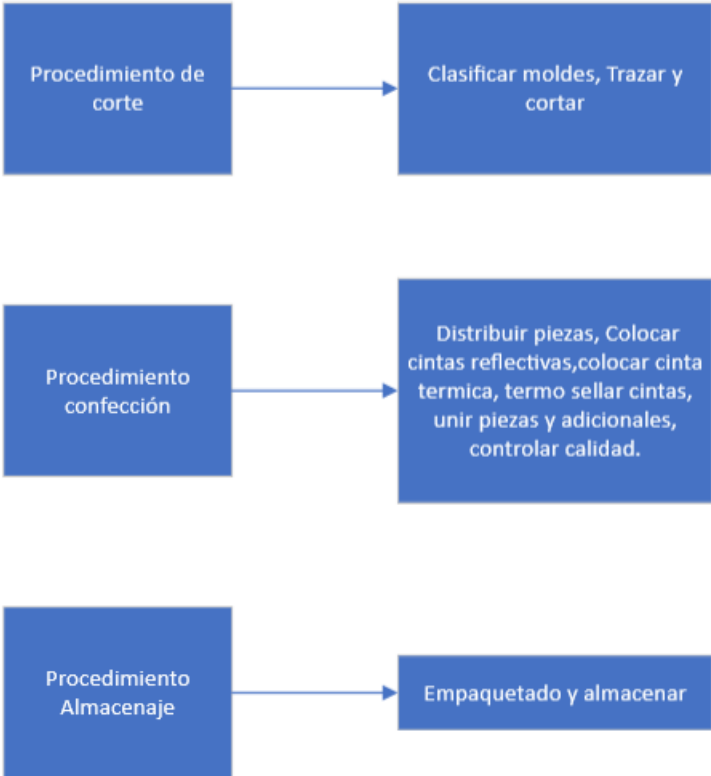 Procedimiento de
corte
Clasificar moldes, Trazar y
cortar
Procedimiento
confección
Distribuir piezas, Colocar
cintas reflectivas,colocar cinta
termica, termo sellar cintas,
unir piezas y adicionales,
controlar calidad.
Procedimiento
Almacenaje
Empaquetado y almacenar